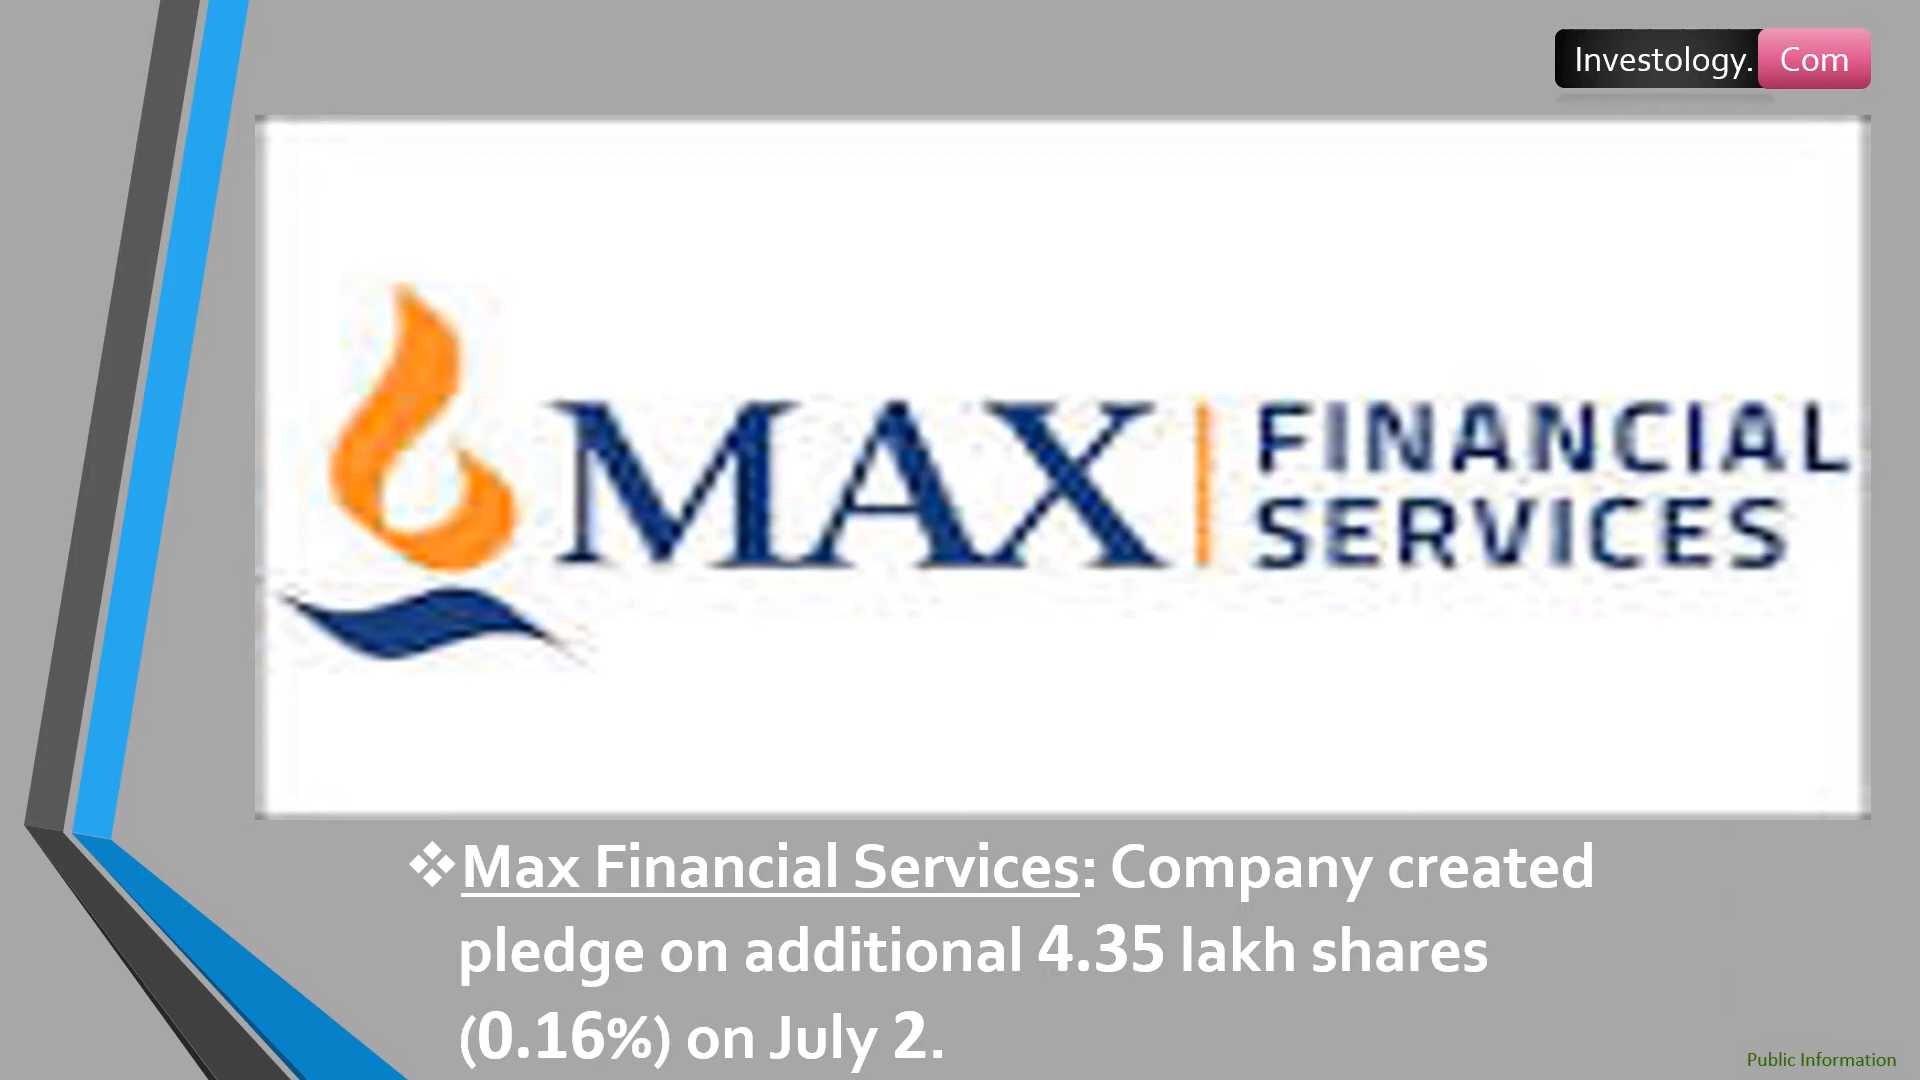 Investology. Com
MAX FINANCIAL
SERVICES
❖Max Financial Services: Company created
pledge on additional 4.35 lakh shares
(0.16%) on July 2.
Public Information